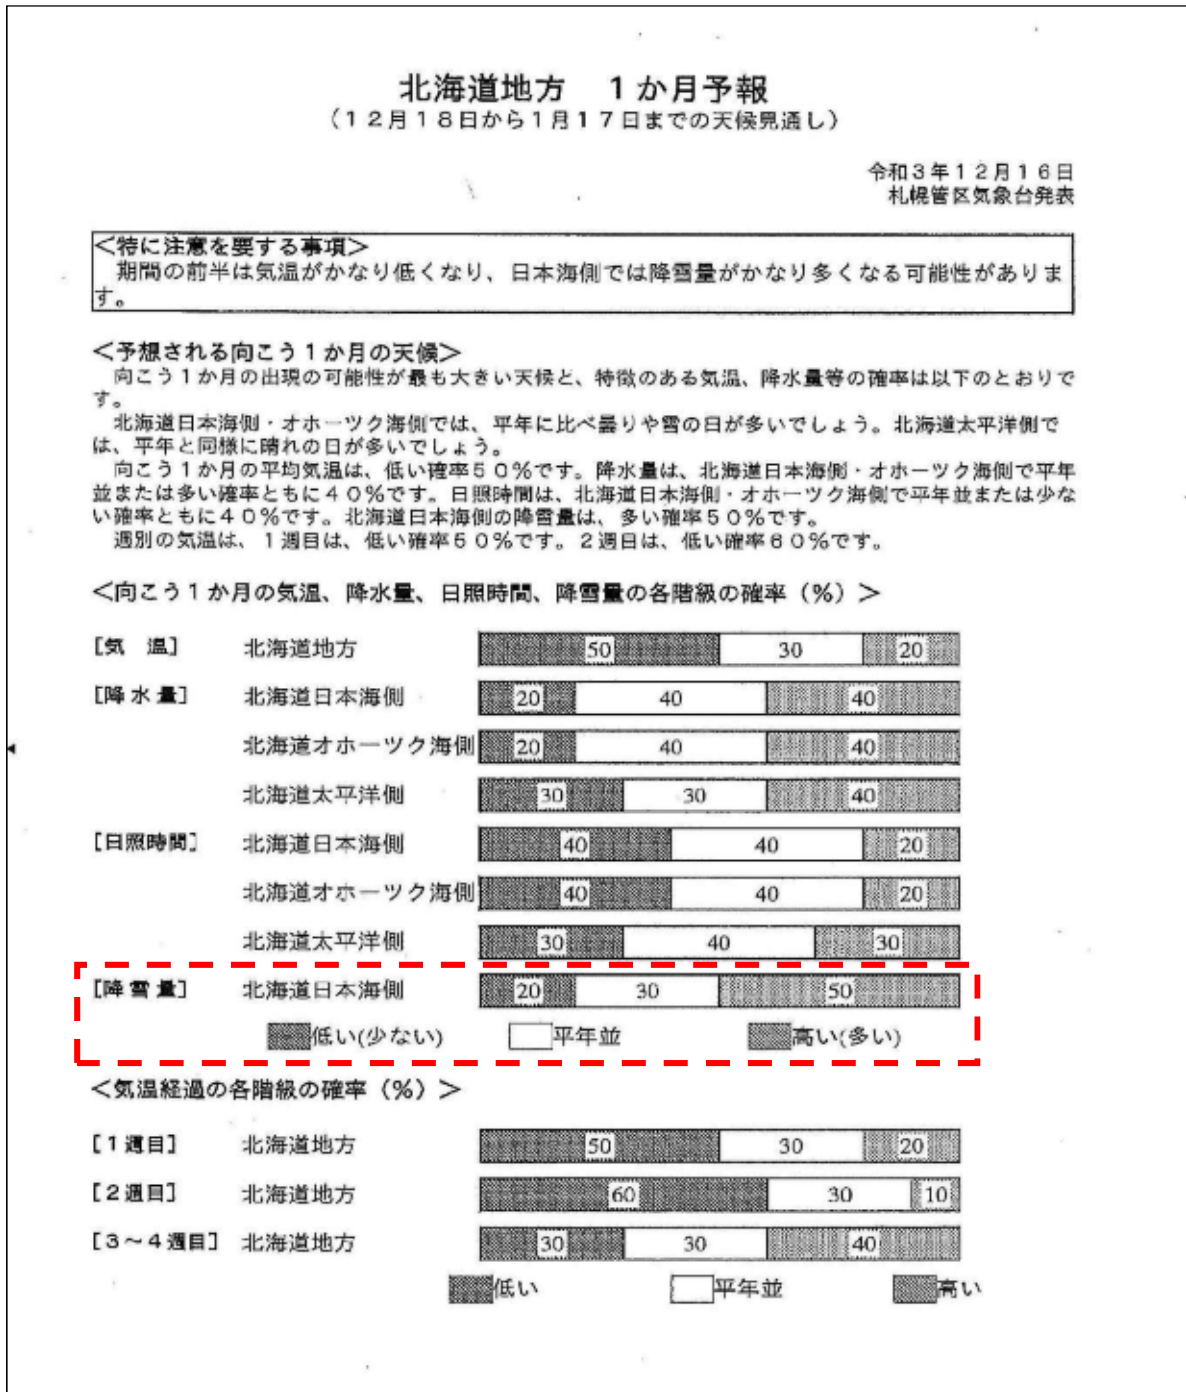 北海道地方　１か月予報
（１２月１８日から１月１７日までの天候見通し）
令和３年１２月１６日
札幌管区気象台発表
＜特に注意を要する事項＞
期間の前半は気温がかなり低くなり、日本海側では降雪量がかなり多くなる可能性がありま
す。
＜予想される向こう１か月の天候＞
向こう１か月の出現の可能性が最も大きい天候と、特徴のある気温、降水量等の確率は以下のとおりで
す。
北海道日本海側・オホーツク海側では、平年に比べ曇りや雪の日が多いでしょう。北海道太平洋側で
は、平年と同様に晴れの日が多いでしょう。
向こう１か月の平均気温は、低い確率５０％です。降水量は、北海道日本海側・オホーツク海側で平年
並または多い確率ともに４０％です。日照時間は、北海道日本海側・オホーツク海側で平年並または少な
い確率ともに４０％です。北海道日本海側の降雪量は、多い確率５０％です。
週別の気温は、１週目は、低い確率５０％です。２週目は、低い確率６０％です。
＜向こう１か月の気温、降水量、日照時間、降雪量の各階級の確率（％）＞
［気　温］ 北海道地方 50 30 20
［降水量］ 北海道日本海側 20 40 40
北海道オホーツク海側 20 40 40
北海道太平洋側 30 30 40
［日照時間］ 北海道日本海側 40 40 20
北海道オホーツク海側 40 40 20
北海道太平洋側 30 40 30
［降雪量］ 北海道日本海側 20 30 50
低い(少ない) 平年並 高い(多い)
＜気温経過の各階級の確率（％）＞
［１週目］ 北海道地方 50 30 20
［２週目］ 北海道地方 60 30 10
［３～４週目］ 北海道地方 30 30 40
低い 平年並 高い